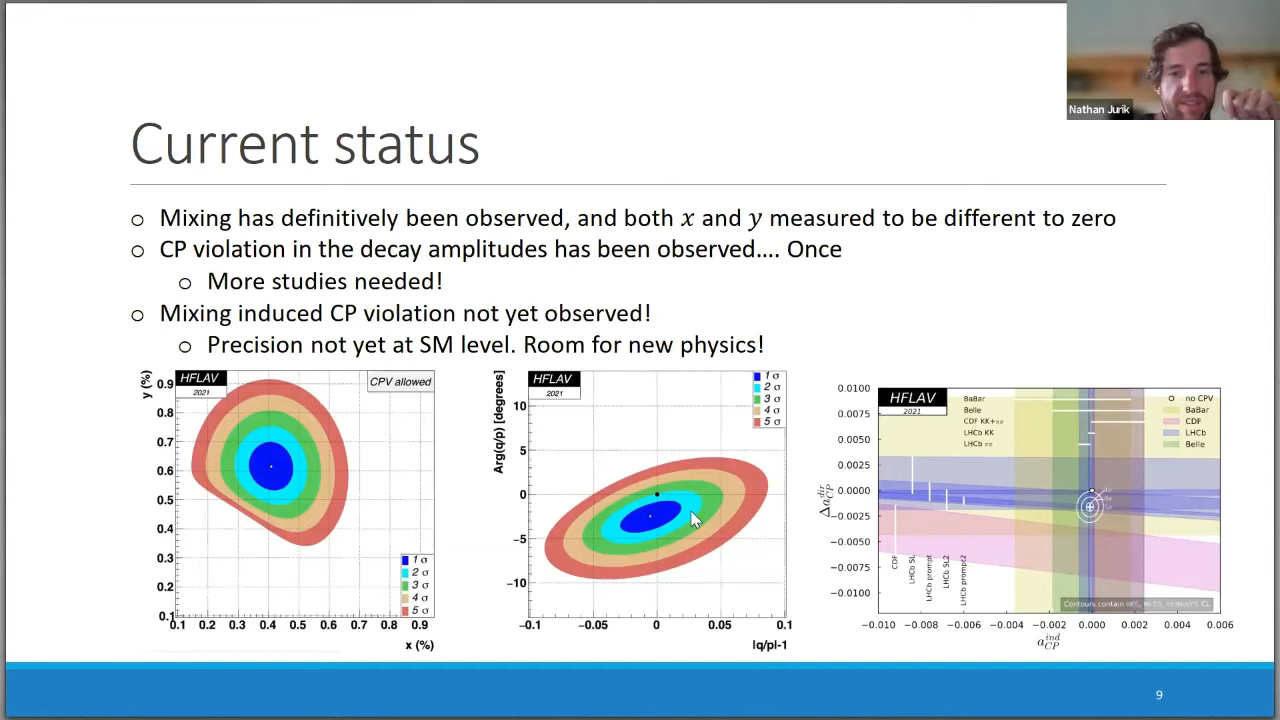 Nathan Jurik
Current status
o Mixing has definitively been observed, and both x and y measured to be different to zero
o CP violation in the decay amplitudes has been observed…. Once
o More studies needed!
o Mixing induced CP violation not yet observed!
o Precision not yet at SM level. Room for new physics!
HFLAV
2021
CPV allowed
y (%)
0.9
0.8
0.7
0.6
0.5
0.4
0.3
0.2
0.1
1 σ
2 σ
3 σ
4 σ
5 σ
0.1 0.2 0.3 0.4 0.5 0.6 0.7 0.8 0.9
x (%)
HFLAV
2021
Arg(q/p) [degrees]
1 σ
2 σ
3 σ
4 σ
5 σ
10
5
0
−5
−10
−0.1 −0.05 0 0.05 0.1
|q/p|-1
HFLAV
2021
BaBar
Belle
CDF KK+ππ
LHCb KK
LHCb ππ
no CPV
BaBar
CDF
LHCb
Belle
0.0100
0.0075
0.0050
0.0025
0.0000
−0.0025
−0.0050
−0.0075
−0.0100
Δa_CP^dir
CDF
LHCb SL
LHCb prompt
LHCb SL2
LHCb prompt2
Contours contain
CL
−0.010 −0.008 −0.006 −0.004 −0.002 0.000 0.002 0.004 0.006
a_CP^ind
9